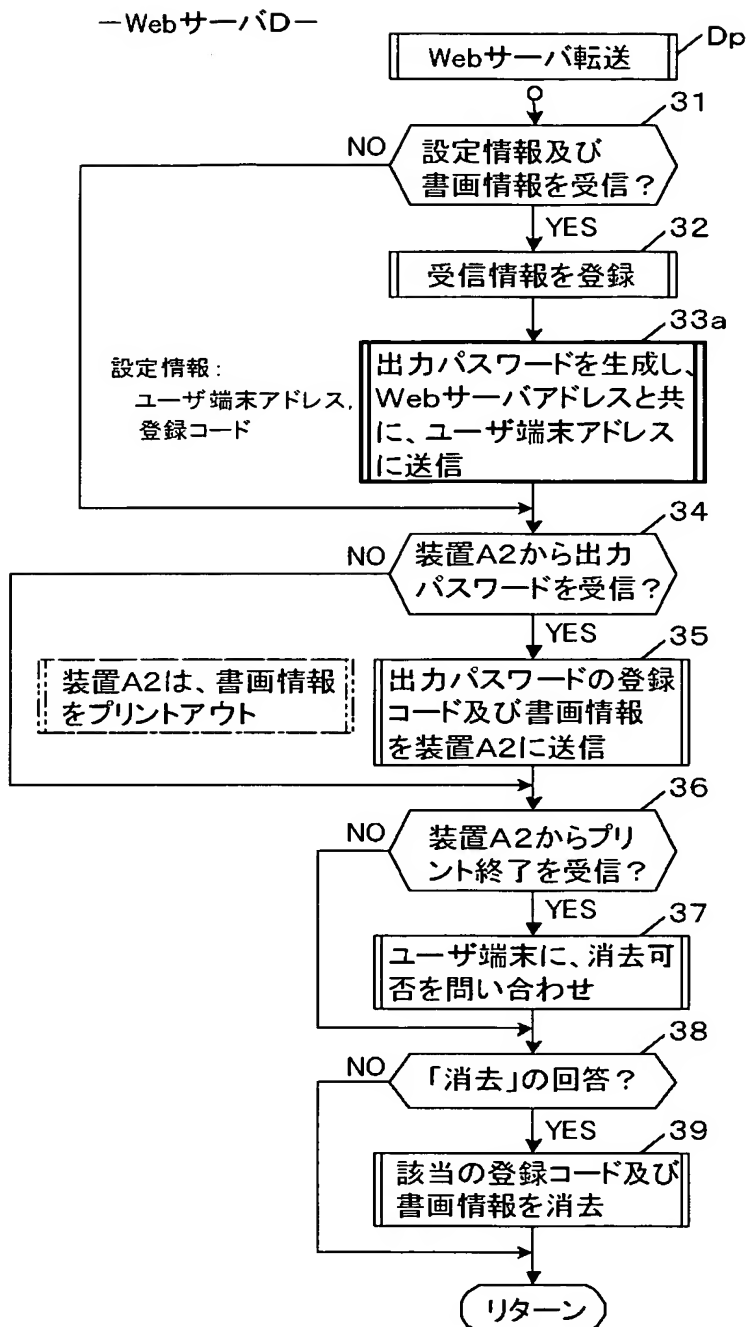 －WebサーバD－
Webサーバ転送
Dp
31
NO
設定情報及び
書画情報を受信？
YES
32
受信情報を登録
33a
設定情報：
ユーザ端末アドレス，
登録コード
出力パスワードを生成し、
Webサーバアドレスと共
に、ユーザ端末アドレス
に送信
34
NO
装置A2から出力
パスワードを受信？
YES
35
装置A2は、書画情報
をプリントアウト
出力パスワードの登録
コード及び書画情報
を装置A2に送信
36
NO
装置A2からプリ
ント終了を受信？
YES
37
ユーザ端末に、消去可
否を問い合わせ
38
NO
「消去」の回答？
YES
39
該当の登録コード及び
書画情報を消去
リターン